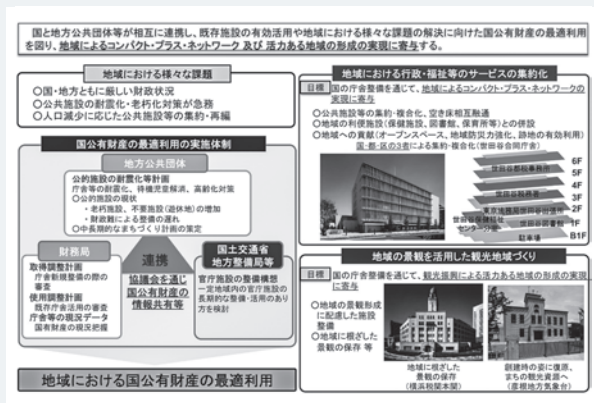 国と地方公共団体等が相互に連携し、既存施設の有効活用や地域における様々な課題の解決に向けた国公有財産の最適利用
を図り、地域によるコンパクト・プラス・ネットワーク 及び 活力ある地域の形成の実現に寄与する。
地域における様々な課題
○国・地方ともに厳しい財政状況
○公共施設の耐震化・老朽化対策が急務
○人口減少に応じた公共施設等の集約・再編
国公有財産の最適利用の実施体制
地方公共団体
公的施設の耐震化等計画
庁舎等の耐震化、待機児童解消、高齢化対策
○公的施設の現状
・老朽施設、不要施設（遊休地）の増加
・財政難による整備の遅れ
○中長期的なまちづくり計画の策定
財務局
取得調整計画
庁舎新規整備の際の
審査
使用調整計画
既存庁舎活用の審査
庁舎等の現況データ
国有財産の現況把握
連携
協議会を通じ
国公有財産の
情報共有等
国土交通省
地方整備局等
官庁施設の整備構想
一定地域内の官庁施設の
長期的な整備・活用のあり
方を検討
地域における国公有財産の最適利用
地域における行政・福祉等のサービスの集約化
目標 国の庁舎整備を通じて、地域によるコンパクト・プラス・ネットワークの
実現に寄与
○公共施設等の集約・複合化、空き床相互融通
○地域の利便施設（保健施設、図書館、保育所等）との併設
○地域への貢献（オープンスペース、地域防災力強化、跡地の有効利用）
国・都・区の3者による集約・複合化（世田谷合同庁舎）
6F
世田谷都税事務所
5F
4F
世田谷税務署
3F
2F
世田谷図書館
1F
駐車場
B1F
地域の景観を活用した観光地域づくり
目標 国の庁舎整備を通じて、観光振興による活力ある地域の形成の実現
に寄与
○地域の景観形成
に配慮した施設
整備
○地域に根ざした
景観の保存 等
地域に根ざした
景観の保存
（横浜税関本関）
創建時の姿に復原、
まちの観光資源へ
（彦根地方気象台）